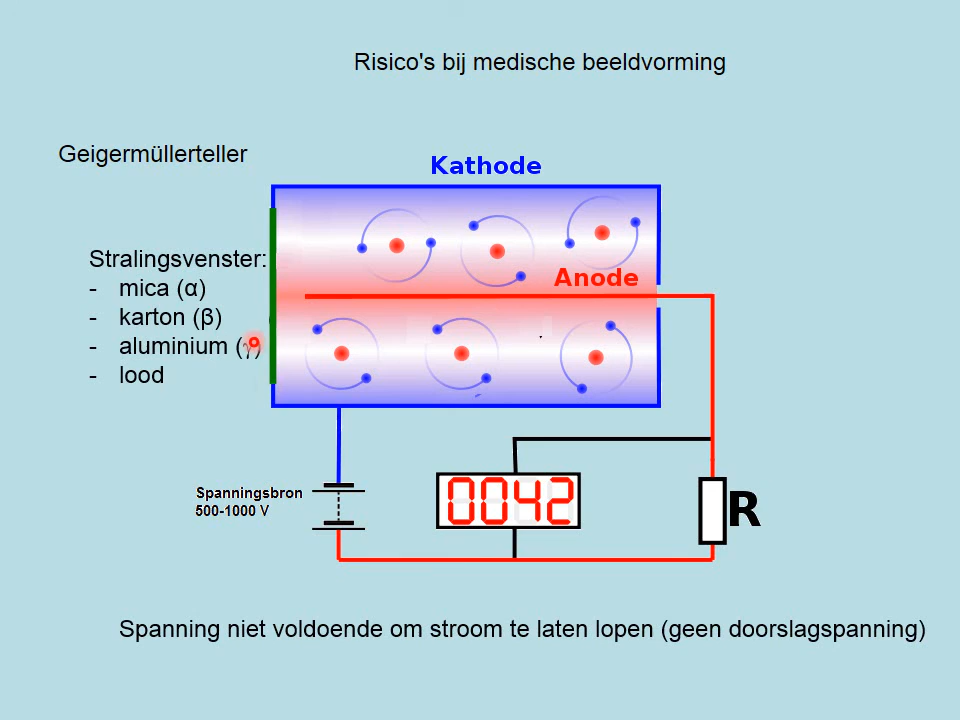 Risico's bij medische beeldvorming
Geigermüllerteller
Kathode
Stralingsvenster:
- mica (α)
- karton (β)
- aluminium (γ)
- lood
Anode
Spanningsbron
500-1000 V
0042
R
Spanning niet voldoende om stroom te laten lopen (geen doorslagspanning)